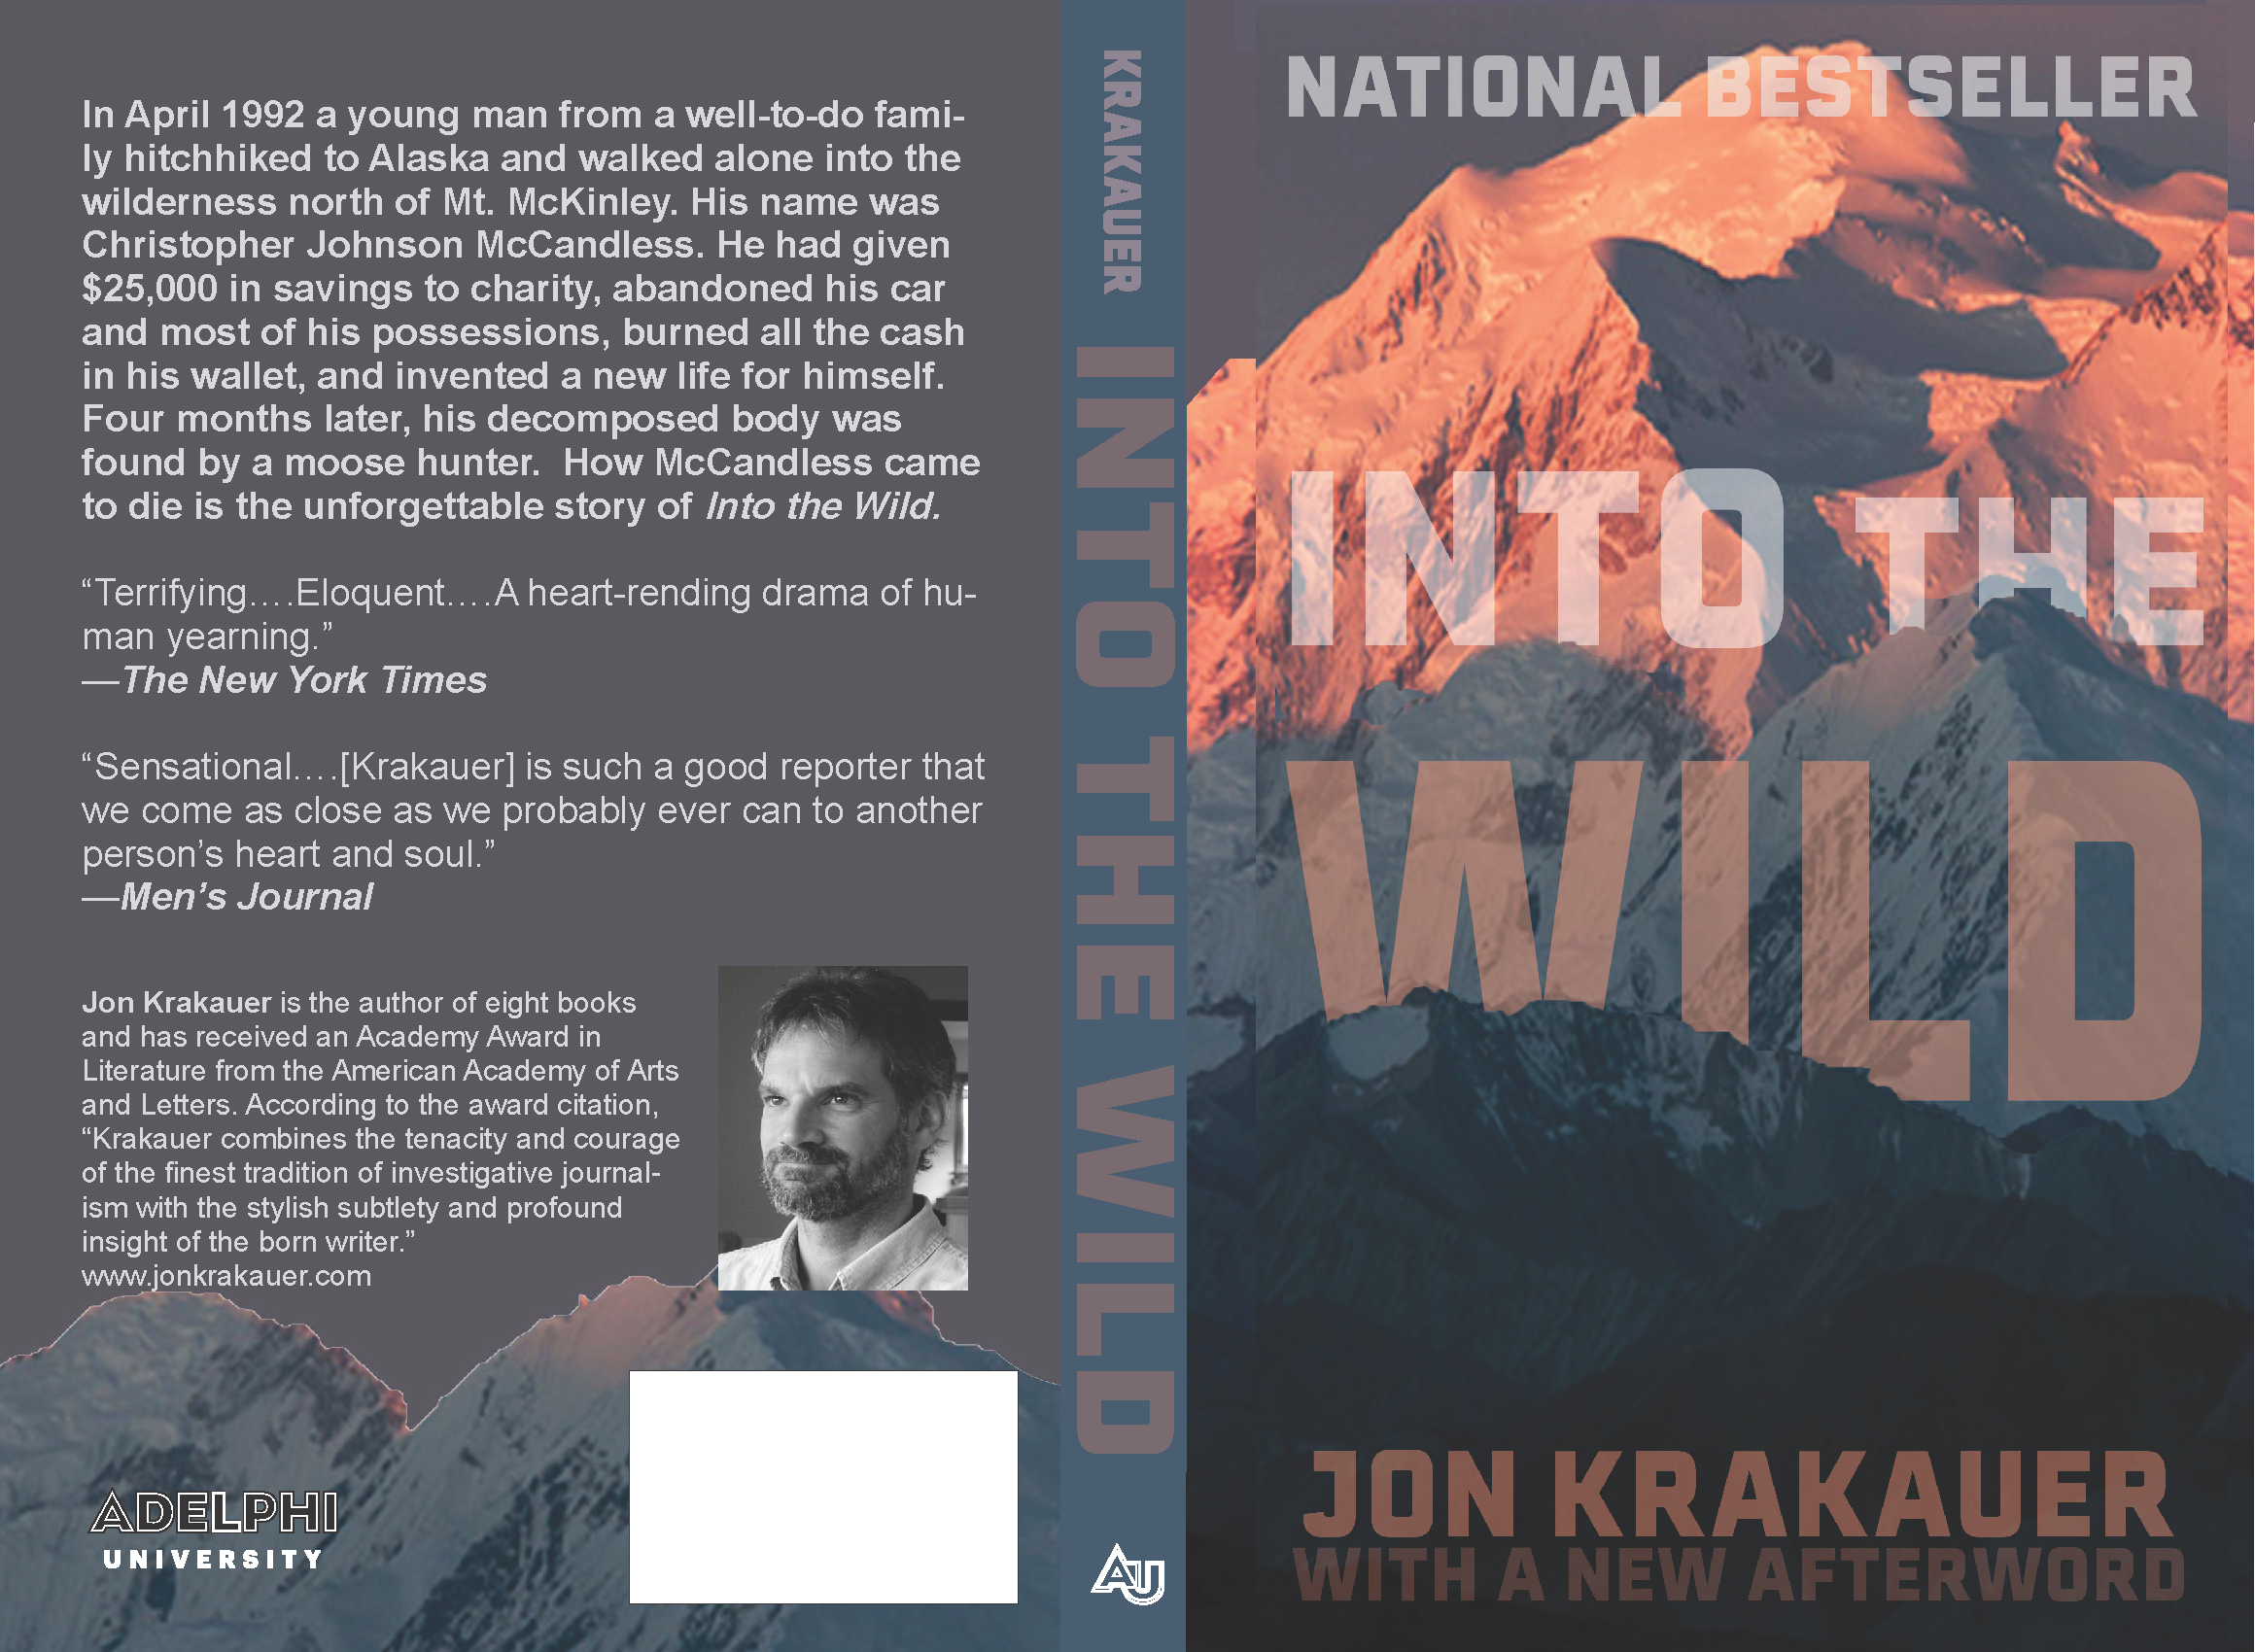 In April 1992 a young man from a well-to-do fami-
ly hitchhiked to Alaska and walked alone into the
wilderness north of Mt. McKinley. His name was
Christopher Johnson McCandless. He had given
$25,000 in savings to charity, abandoned his car
and most of his possessions, burned all the cash
in his wallet, and invented a new life for himself.
Four months later, his decomposed body was
found by a moose hunter.  How McCandless came
to die is the unforgettable story of Into the Wild.
“Terrifying….Eloquent….A heart-rending drama of hu-
man yearning.”
—The New York Times
“Sensational….[Krakauer] is such a good reporter that
we come as close as we probably ever can to another
person’s heart and soul.”
—Men’s Journal
Jon Krakauer is the author of eight books
and has received an Academy Award in
Literature from the American Academy of Arts
and Letters. According to the award citation,
“Krakauer combines the tenacity and courage
of the finest tradition of investigative journal-
ism with the stylish subtlety and profound
insight of the born writer.”
www.jonkrakauer.com
ADELPHI
UNIVERSITY
KRAKAUER INTO THE WILD
AU
NATIONAL BESTSELLER
INTO THE
WILD
JON KRAKAUER
WITH A NEW AFTERWORD